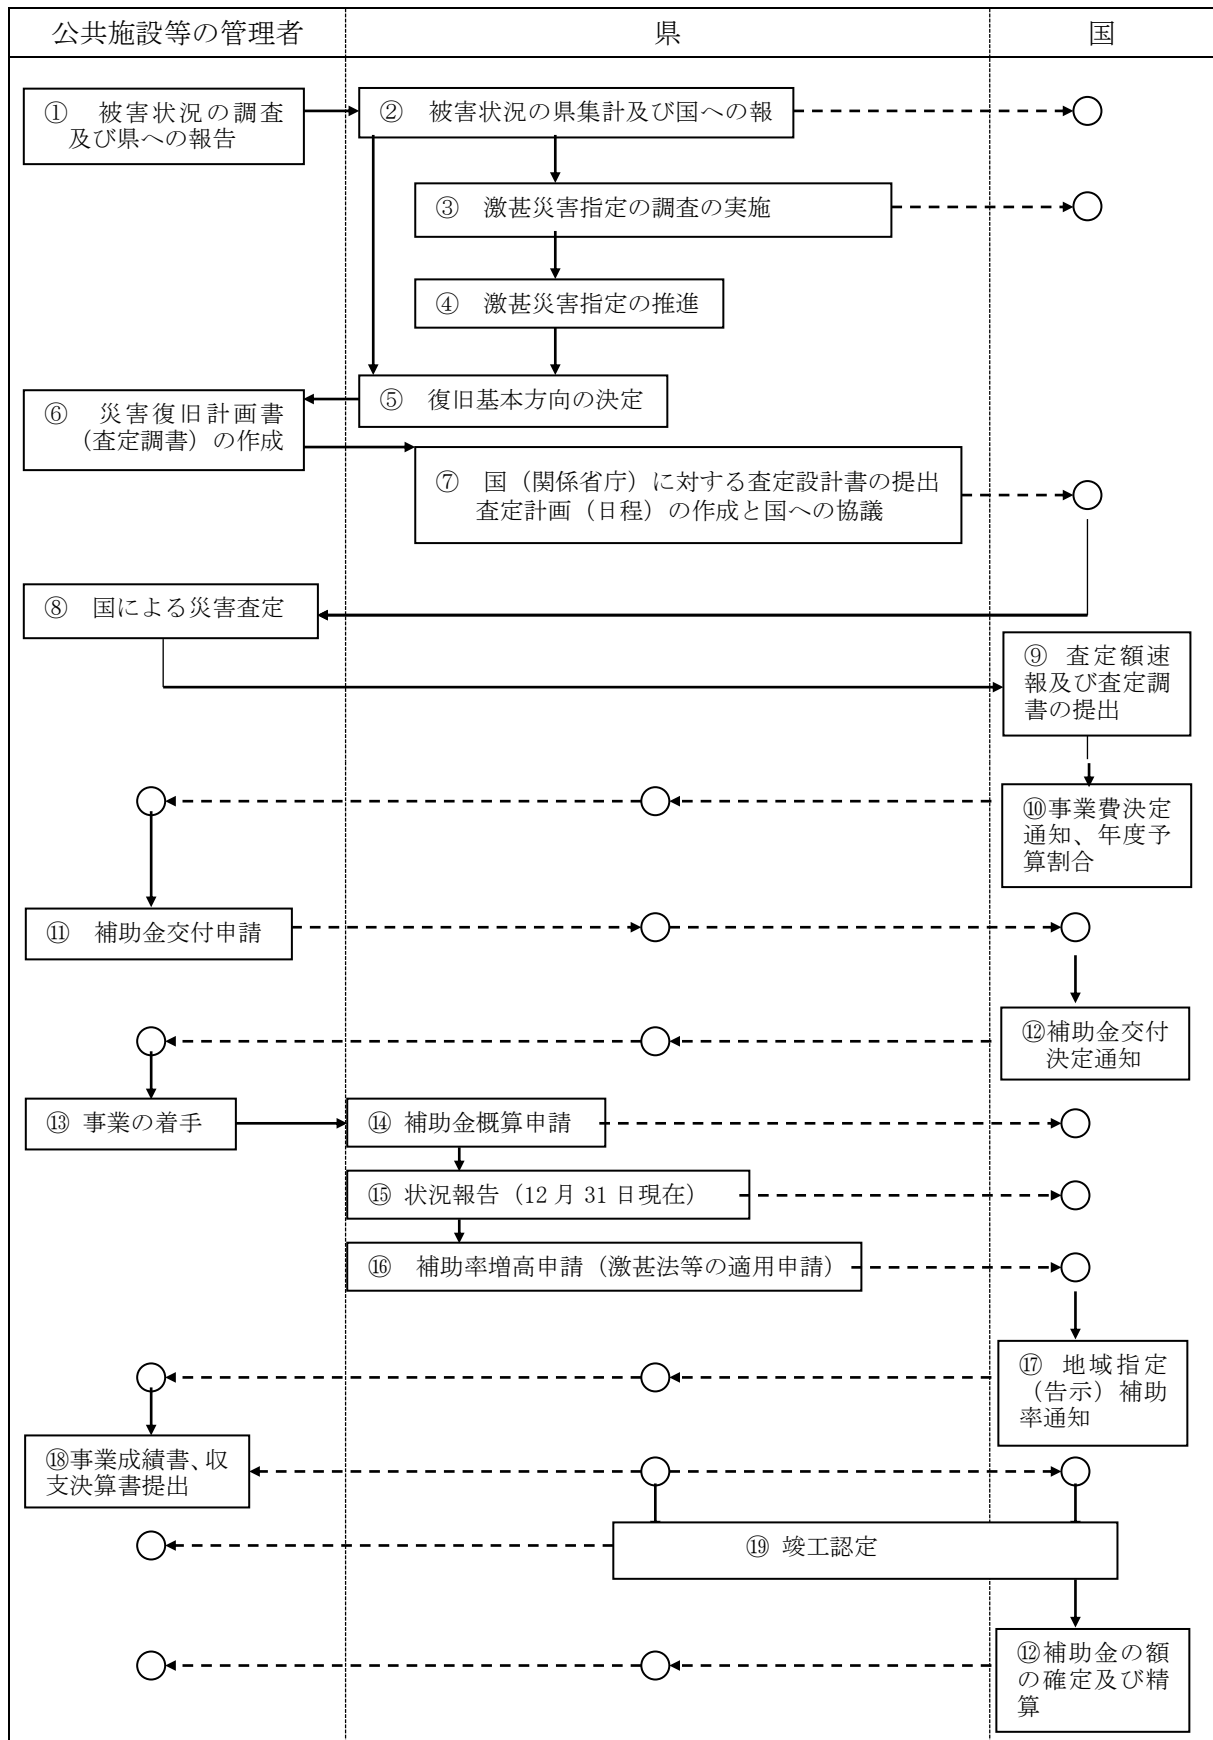 公共施設等の管理者
県
国
①　被害状況の調査
及び県への報告
②　被害状況の県集計及び国への報
③　激甚災害指定の調査の実施
④　激甚災害指定の推進
⑤　復旧基本方向の決定
⑥　災害復旧計画書
（査定調書）の作成
⑦　国（関係省庁）に対する査定設計書の提出
査定計画（日程）の作成と国への協議
⑧　国による災害査定
⑨ 査定額速
報及び査定調
書の提出
⑩事業費決定
通知、年度予
算割合
⑪　補助金交付申請
⑫補助金交付
決定通知
⑬ 事業の着手
⑭ 補助金概算申請
⑮ 状況報告（12 月 31 日現在）
⑯　補助率増高申請（激甚法等の適用申請）
⑰ 地域指定
（告示）補助
率通知
⑱事業成績書、収
支決算書提出
⑲ 竣工認定
⑫補助金の額
の確定及び精
算